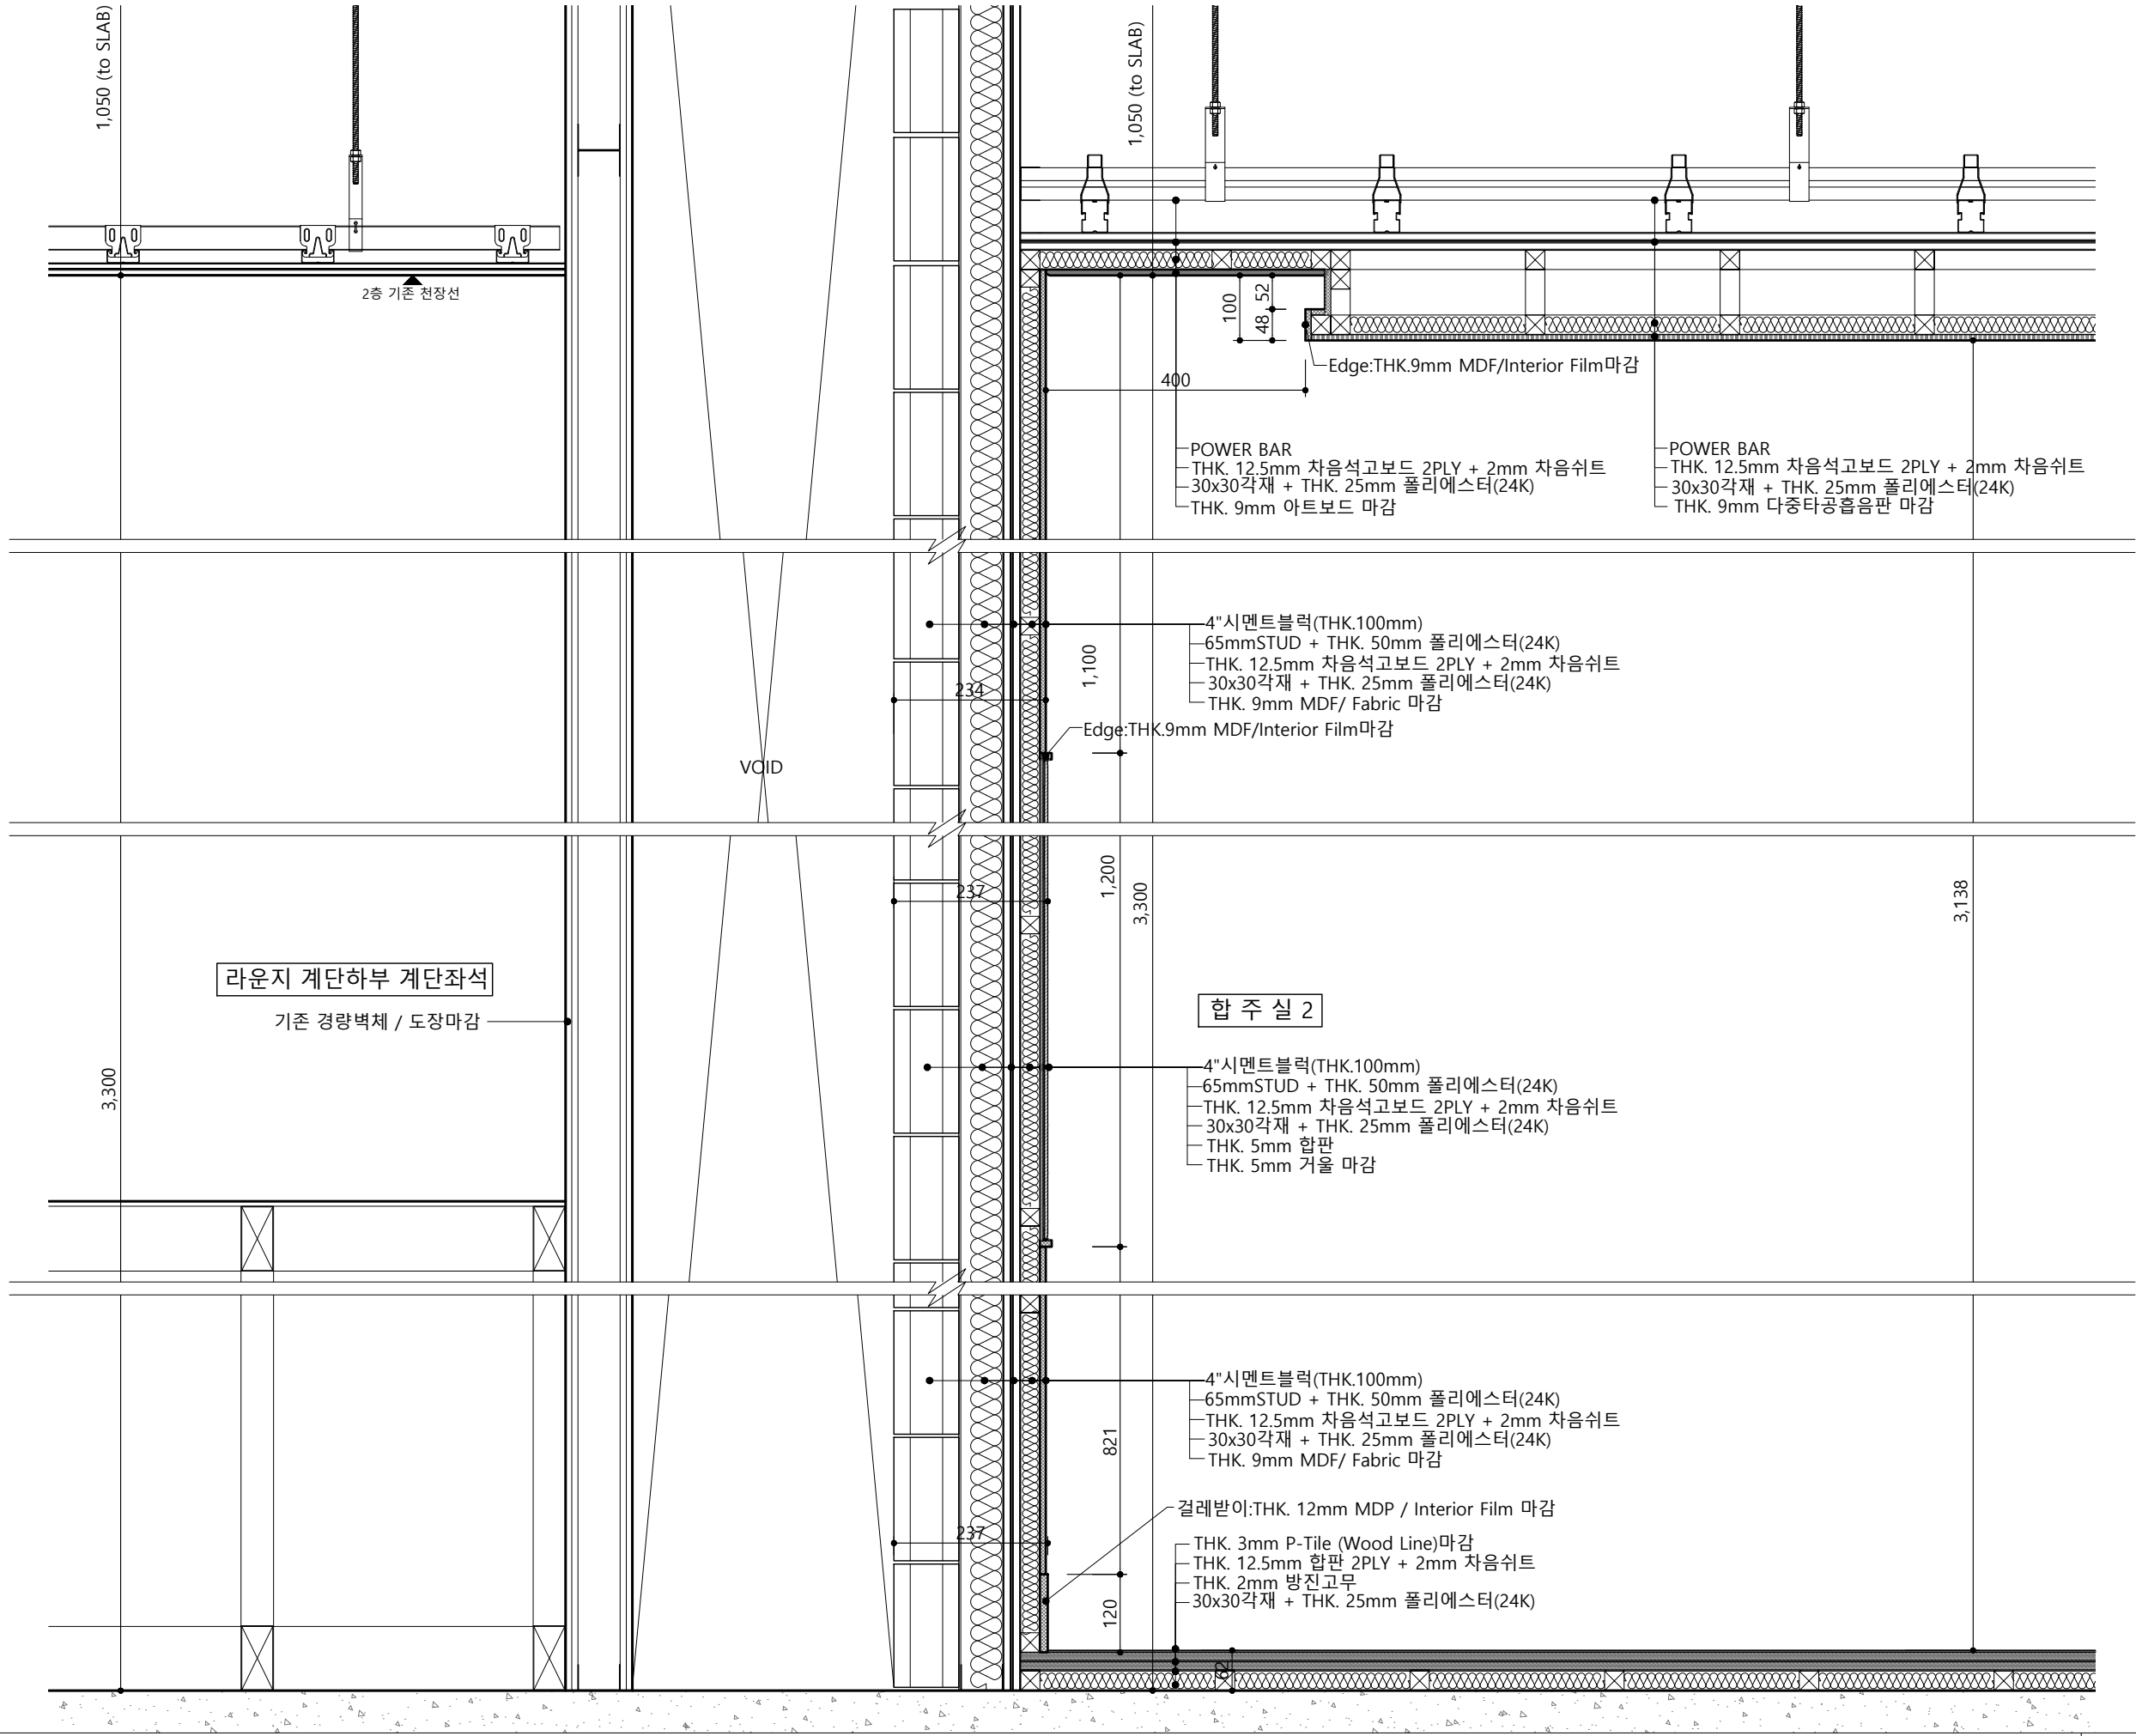 1,050 (to SLAB)
1,050 (to SLAB)
2층 기존 천장선
100
52
48
Edge:THK.9mm MDF/Interior Film마감
400
POWER BAR
THK. 12.5mm 차음석고보드 2PLY + 2mm 차음쉬트
30x30각재 + THK. 25mm 폴리에스터(24K)
THK. 9mm 아트보드 마감
POWER BAR
THK. 12.5mm 차음석고보드 2PLY + 2mm 차음쉬트
30x30각재 + THK. 25mm 폴리에스터(24K)
THK. 9mm 다중타공흡음판 마감
4"시멘트블럭(THK.100mm)
65mmSTUD + THK. 50mm 폴리에스터(24K)
THK. 12.5mm 차음석고보드 2PLY + 2mm 차음쉬트
30x30각재 + THK. 25mm 폴리에스터(24K)
THK. 9mm MDF/ Fabric 마감
1,100
234
Edge:THK.9mm MDF/Interior Film마감
VOID
1,200
3,300
237
3,138
라운지 계단하부 계단좌석
기존 경량벽체 / 도장마감
3,300
합 주 실 2
4"시멘트블럭(THK.100mm)
65mmSTUD + THK. 50mm 폴리에스터(24K)
THK. 12.5mm 차음석고보드 2PLY + 2mm 차음쉬트
30x30각재 + THK. 25mm 폴리에스터(24K)
THK. 5mm 합판
THK. 5mm 거울 마감
4"시멘트블럭(THK.100mm)
65mmSTUD + THK. 50mm 폴리에스터(24K)
THK. 12.5mm 차음석고보드 2PLY + 2mm 차음쉬트
30x30각재 + THK. 25mm 폴리에스터(24K)
THK. 9mm MDF/ Fabric 마감
821
걸레받이:THK. 12mm MDP / Interior Film 마감
237
THK. 3mm P-Tile (Wood Line)마감
THK. 12.5mm 합판 2PLY + 2mm 차음쉬트
THK. 2mm 방진고무
30x30각재 + THK. 25mm 폴리에스터(24K)
120
62